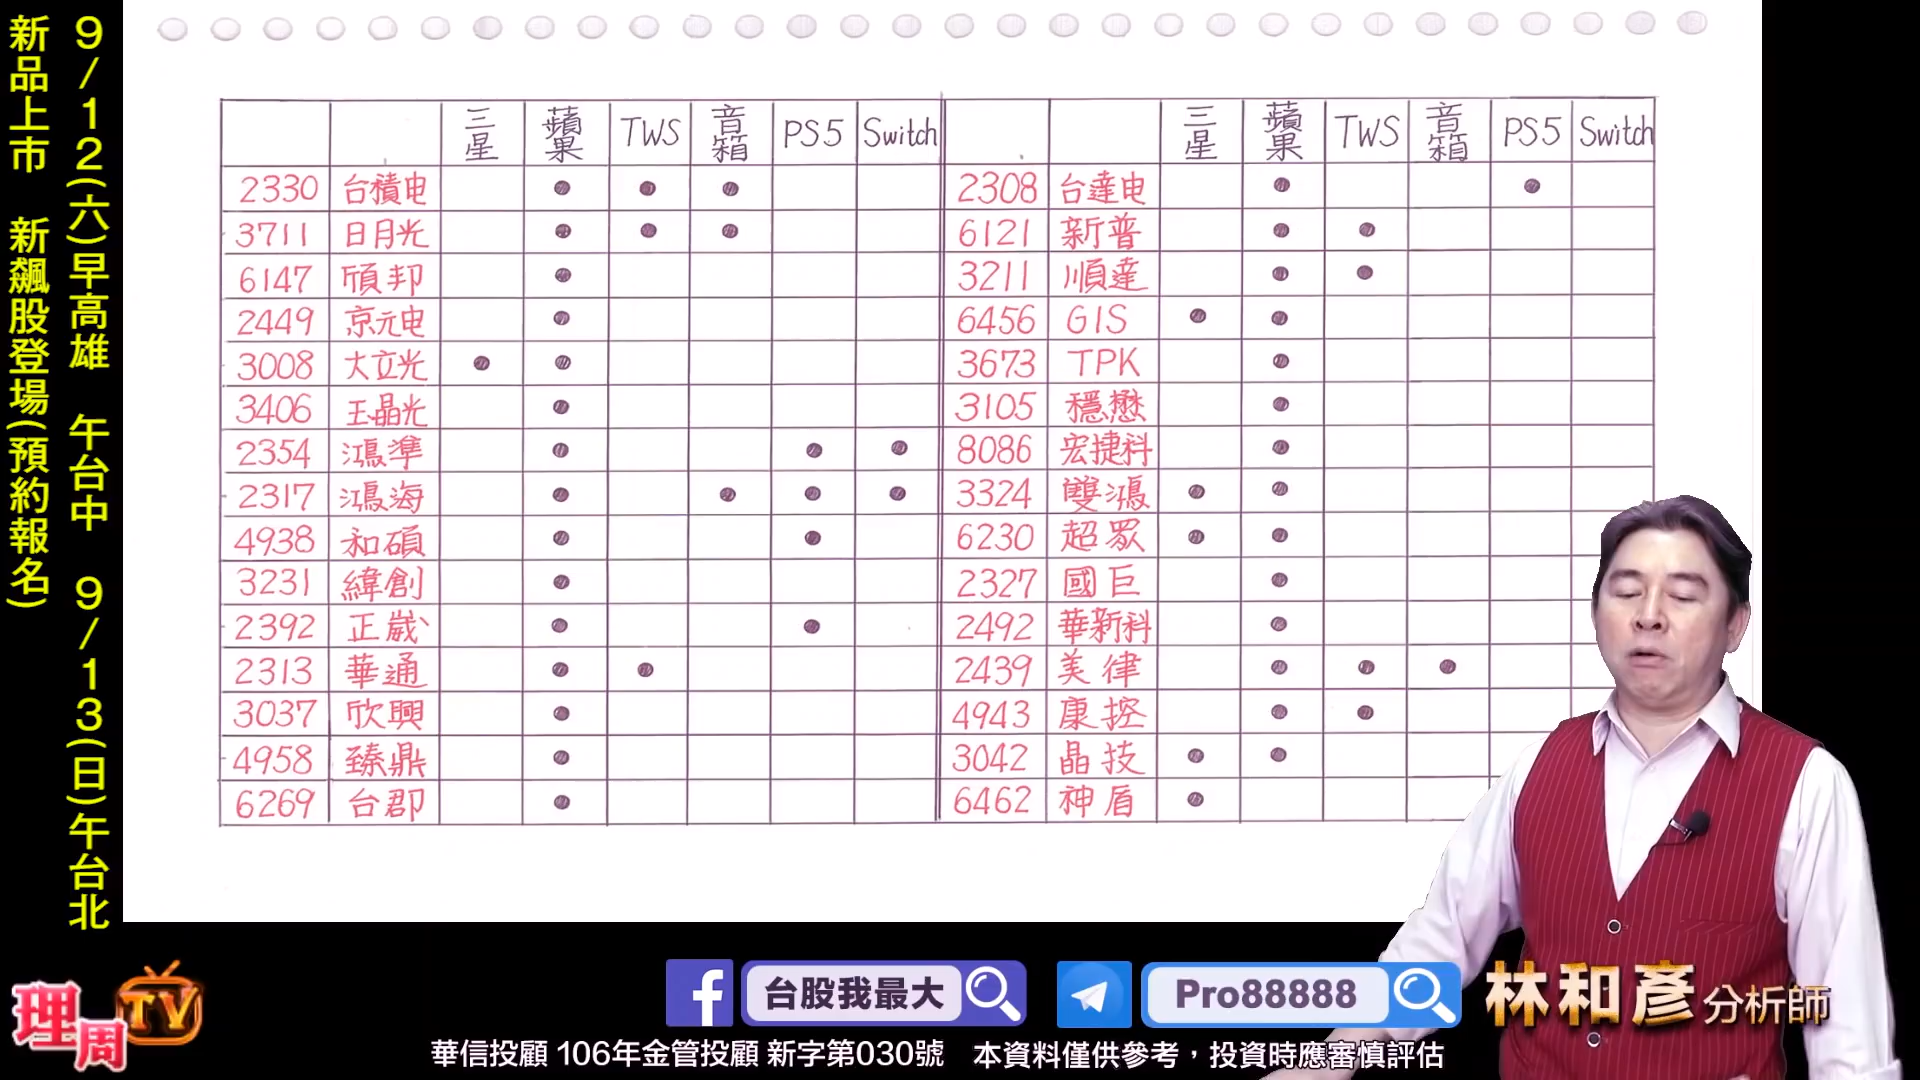 9/12(六)早高雄 午台中 9/13(日)午台北
新品上市 新飆股登場(預約報名)
三星 蘋果 TWS 音箱 PS5 Switch 三星 蘋果 TWS 音箱 PS5 Switch
2330 台積电 ● ● ● 2308 台達电 ● ●
3711 日月光 ● ● ● 6121 新普 ● ●
6147 頎邦 ● 3211 順達 ● ●
2449 京元电 ● 6456 GIS ● ●
3008 大立光 ● ● 3673 TPK ●
3406 玉晶光 ● 3105 穩懋 ●
2354 鴻準 ● ● ● 8086 宏捷科 ●
2317 鴻海 ● ● ● ● 3324 雙鴻 ● ●
4938 和碩 ● ● 6230 超眾 ● ●
3231 緯創 ● 2327 國巨 ●
2392 正崴 ● ● 2492 華新科 ●
2313 華通 ● ● 2439 美律 ● ● ●
3037 欣興 ● 4943 康控 ● ●
4958 臻鼎 ● 3042 晶技 ● ●
6269 台郡 ● 6462 神盾 ●
理周TV
f 台股我最大
Pro88888
林和彥 分析師
華信投顧 106年金管投顧 新字第030號 本資料僅供參考，投資時應審慎評估